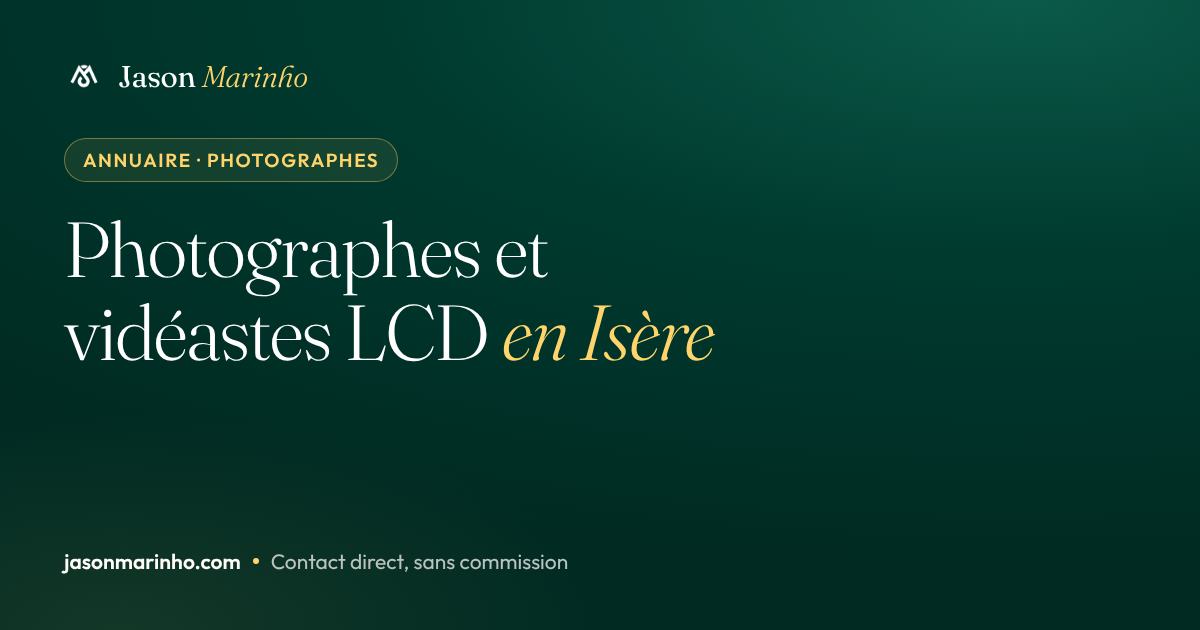 Jason Marinho
ANNUAIRE · PHOTOGRAPHES
Photographes et
vidéastes LCD en Isère
jasonmarinho.com • Contact direct, sans commission